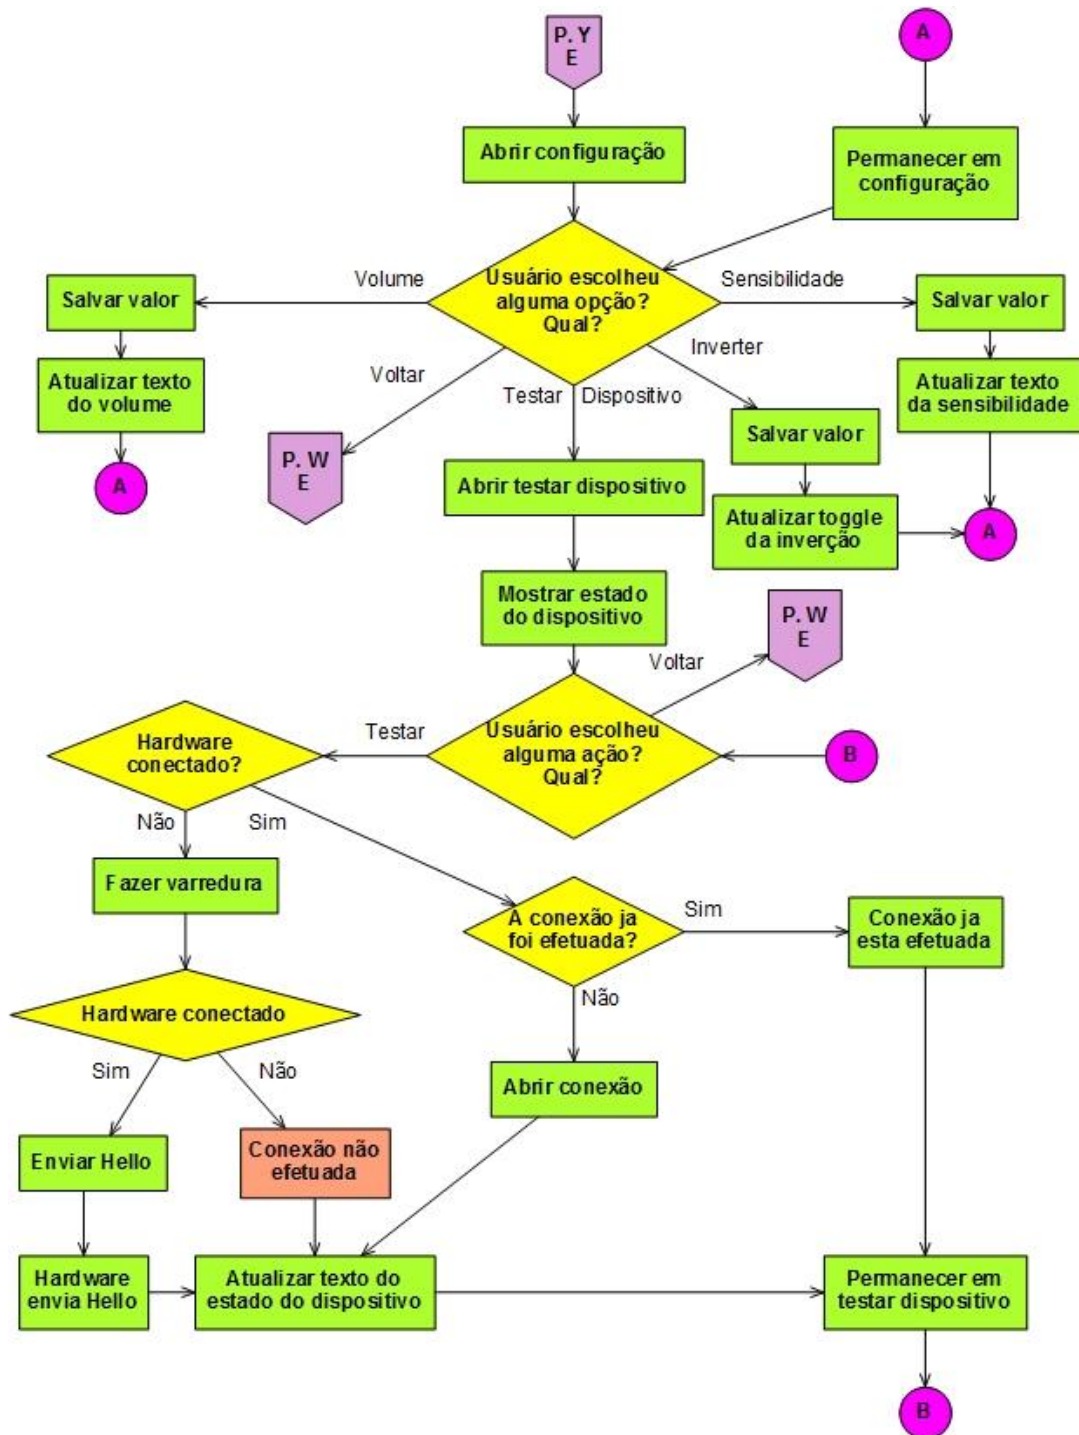 P. Y
E
A
Abrir configuração
Permanecer em
configuração
Volume
Usuário escolheu
alguma opção?
Qual?
Sensibilidade
Salvar valor
Salvar valor
Inverter
Voltar
Atualizar texto
do volume
Testar
Dispositivo
Atualizar texto
da sensibilidade
Salvar valor
P. W
E
A
Abrir testar dispositivo
Atualizar toggle
da inverção
A
Mostrar estado
do dispositivo
P. W
E
Voltar
Hardware
conectado?
Testar
Usuário escolheu
alguma ação?
Qual?
B
Não
Sim
Fazer varredura
A conexão ja
foi efetuada?
Sim
Conexão ja
esta efetuada
Não
Hardware conectado
Sim
Não
Abrir conexão
Enviar Hello
Conexão não
efetuada
Hardware
envia Hello
Atualizar texto do
estado do dispositivo
Permanecer em
testar dispositivo
B